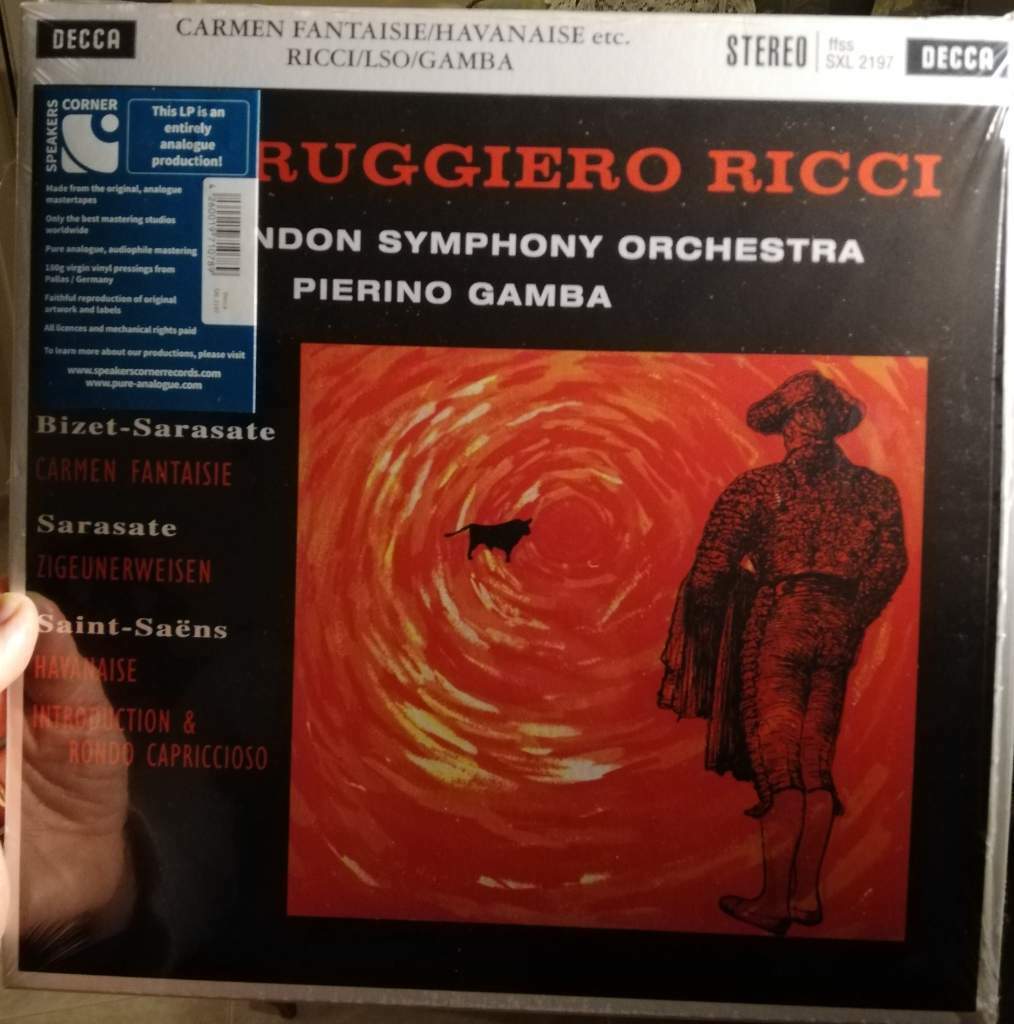 DECCA
CARMEN FANTAISIE/HAVANAISE etc.
RICCI/LSO/GAMBA
STEREO
ffss
SXL 2197
DECCA
SPEAKERS
CORNER
This LP is an
entirely
analogue
production!
Made from the original, analogue
mastertapes
Only the best mastering studios
worldwide
Pure analogue, audiophile mastering
180g virgin vinyl pressings from
Pallas / Germany
Faithful reproduction of original
artwork and labels
All licences and mechanical rights paid
To learn more about our productions, please visit
www.speakerscornerrecords.com
www.pure-analogue.com
RUGGIERO RICCI
NDON SYMPHONY ORCHESTRA
PIERINO GAMBA
Bizet-Sarasate
CARMEN FANTAISIE
Sarasate
ZIGEUNERWEISEN
Saint-Saëns
HAVANAISE
INTRODUCTION &
RONDO CAPRICCIOSO